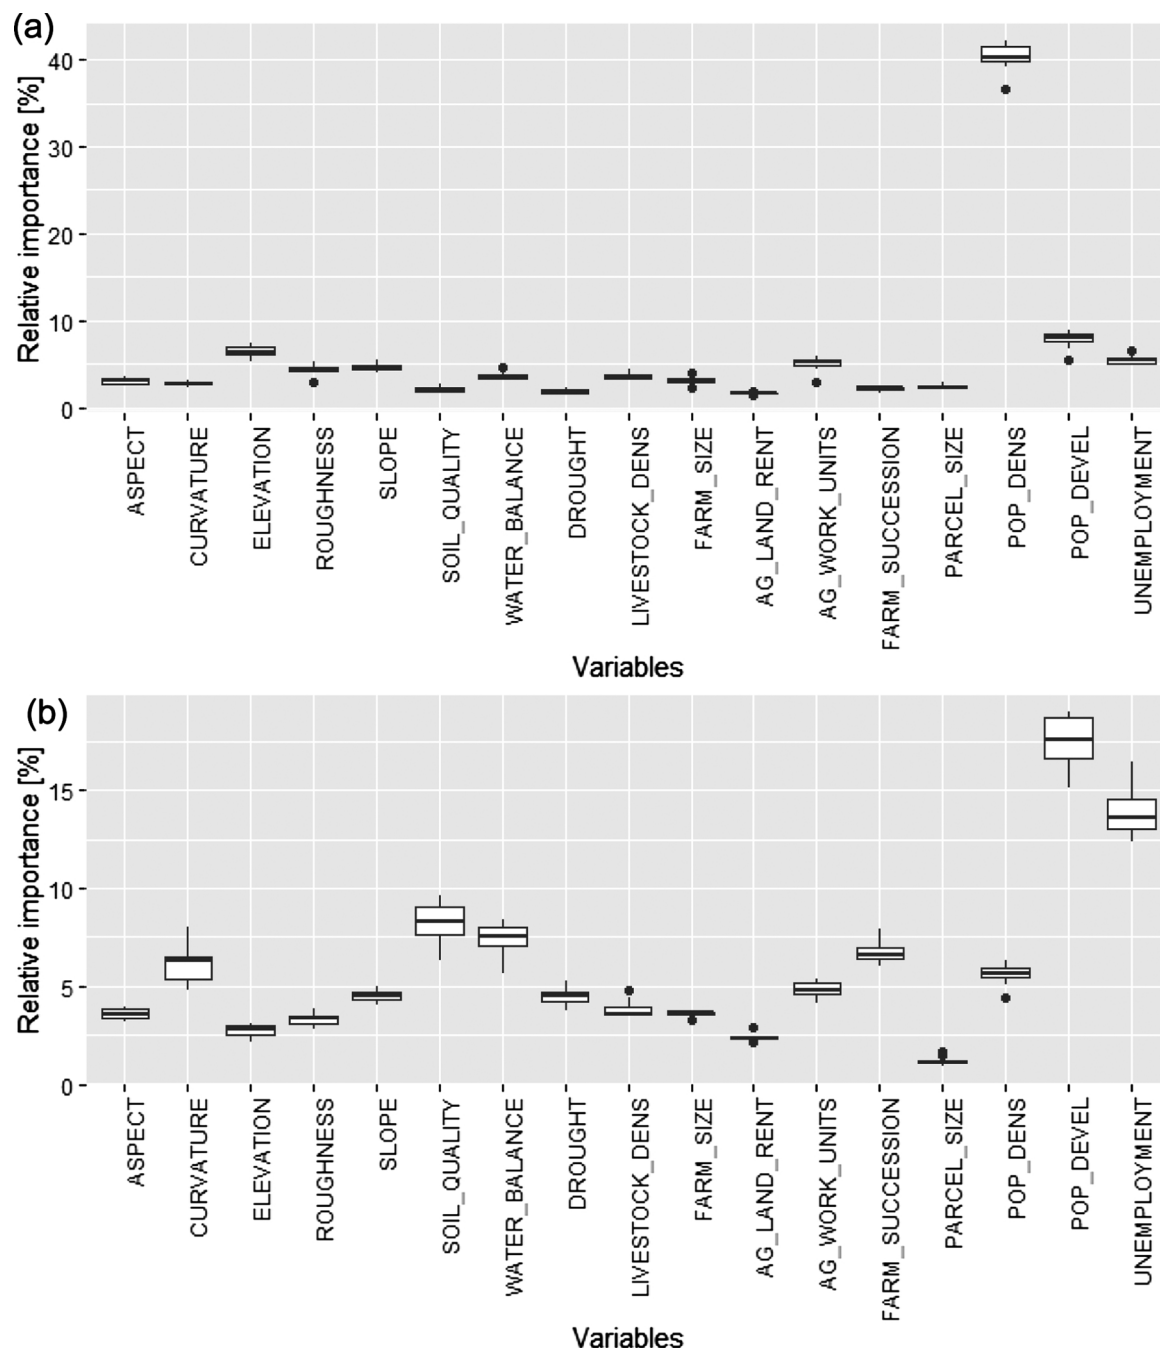 (a)
Relative importance [%]
40
30
20
10
0
ASPECT
CURVATURE
ELEVATION
ROUGHNESS
SLOPE
SOIL_QUALITY
WATER_BALANCE
DROUGHT
LIVESTOCK_DENS
FARM_SIZE
AG_LAND_RENT
AG_WORK_UNITS
FARM_SUCCESSION
PARCEL_SIZE
POP_DENS
POP_DEVEL
UNEMPLOYMENT
Variables
(b)
Relative importance [%]
15
10
5
0
ASPECT
CURVATURE
ELEVATION
ROUGHNESS
SLOPE
SOIL_QUALITY
WATER_BALANCE
DROUGHT
LIVESTOCK_DENS
FARM_SIZE
AG_LAND_RENT
AG_WORK_UNITS
FARM_SUCCESSION
PARCEL_SIZE
POP_DENS
POP_DEVEL
UNEMPLOYMENT
Variables